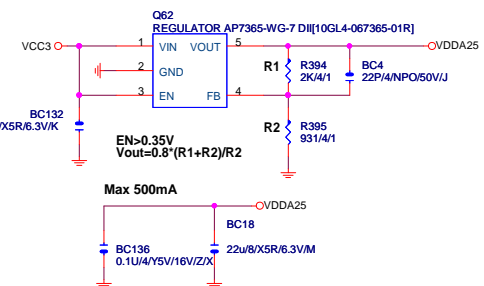 Q62
REGULATOR AP7365-WG-7 DII[10GL4-067365-01R]
VCC3
1 VIN VOUT 5
VDDA25
2 GND
3 EN FB 4
R1
R394
2K/4/1
BC4
22P/4/NPO/50V/J
BC132
/X5R/6.3V/K
R2
R395
931/4/1
EN>0.35V
Vout=0.8*(R1+R2)/R2
Max 500mA
VDDA25
BC18
22u/8/X5R/6.3V/M
BC136
0.1U/4/Y5V/16V/Z/X